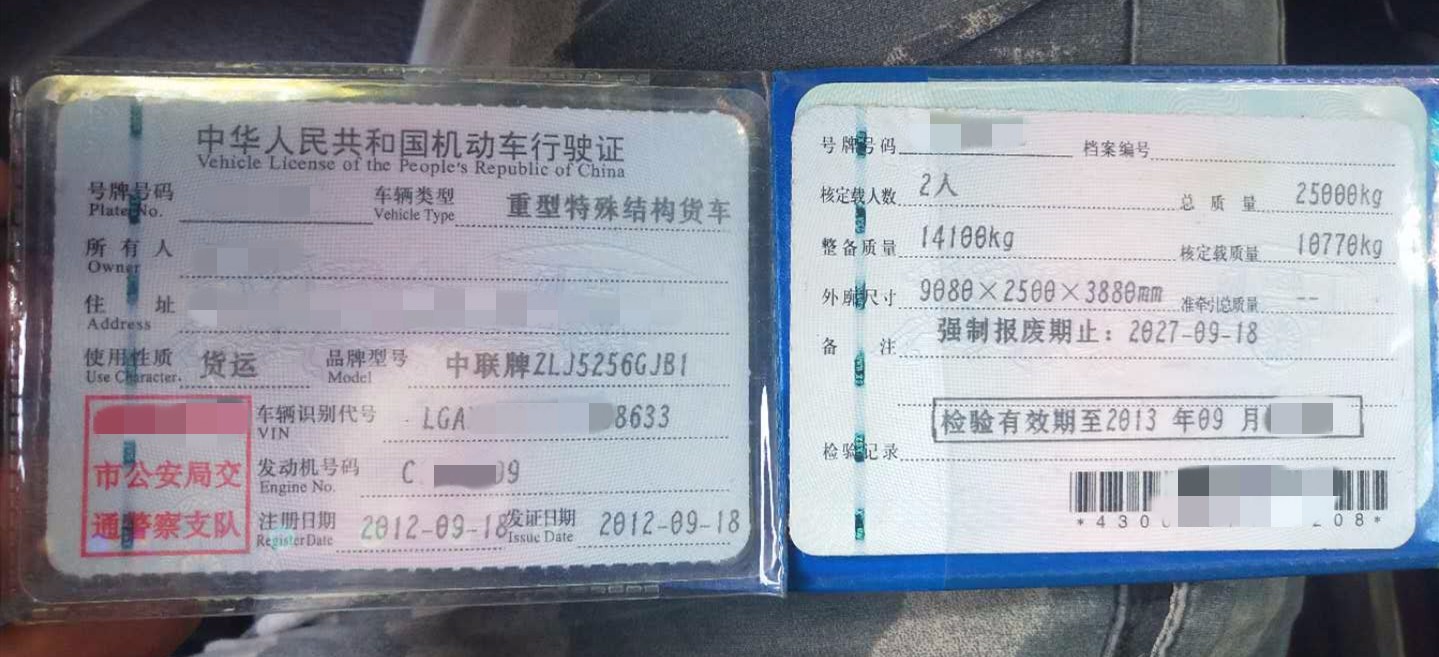 中华人民共和国机动车行驶证
Vehicle License of the People's Republic of China
号牌号码
Plate No.
车辆类型 重型特殊结构货车
Vehicle Type
所有人
Owner
住址
Address
使用性质 货运 品牌型号 中联牌ZLJ5256GJB1
Use Character Model
车辆识别代号 LGA 8633
VIN
市公安局交
通警察支队
发动机号码 C 09
Engine No.
注册日期 2012-09-18 发证日期 2012-09-18
Register Date Issue Date
号牌号码 档案编号
核定载人数 2人 总质量 25000kg
整备质量 14100kg 核定载质量 10770kg
外廓尺寸 9080×2500×3880mm 准牵引总质量 --
备注 强制报废期止：2027-09-18
检验有效期至2013 年09 月
检验记录
*430 208*